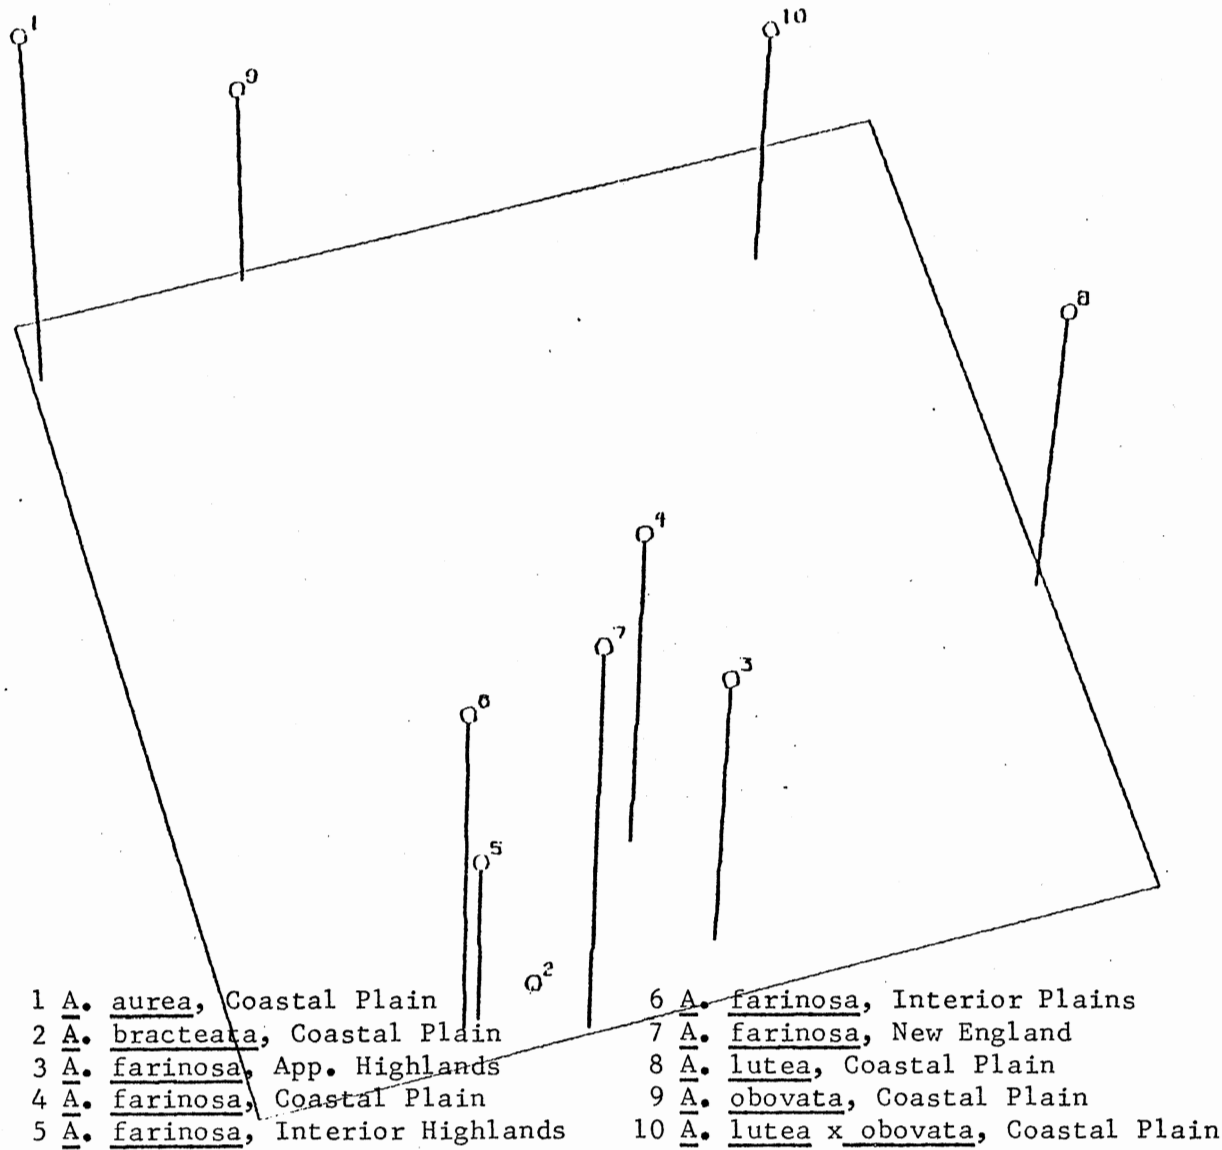 1
10
9
8
4
7
3
6
5
2
1 A. aurea, Coastal Plain
2 A. bracteata, Coastal Plain
3 A. farinosa, App. Highlands
4 A. farinosa, Coastal Plain
5 A. farinosa, Interior Highlands
6 A. farinosa, Interior Plains
7 A. farinosa, New England
8 A. lutea, Coastal Plain
9 A. obovata, Coastal Plain
10 A. lutea x obovata, Coastal Plain